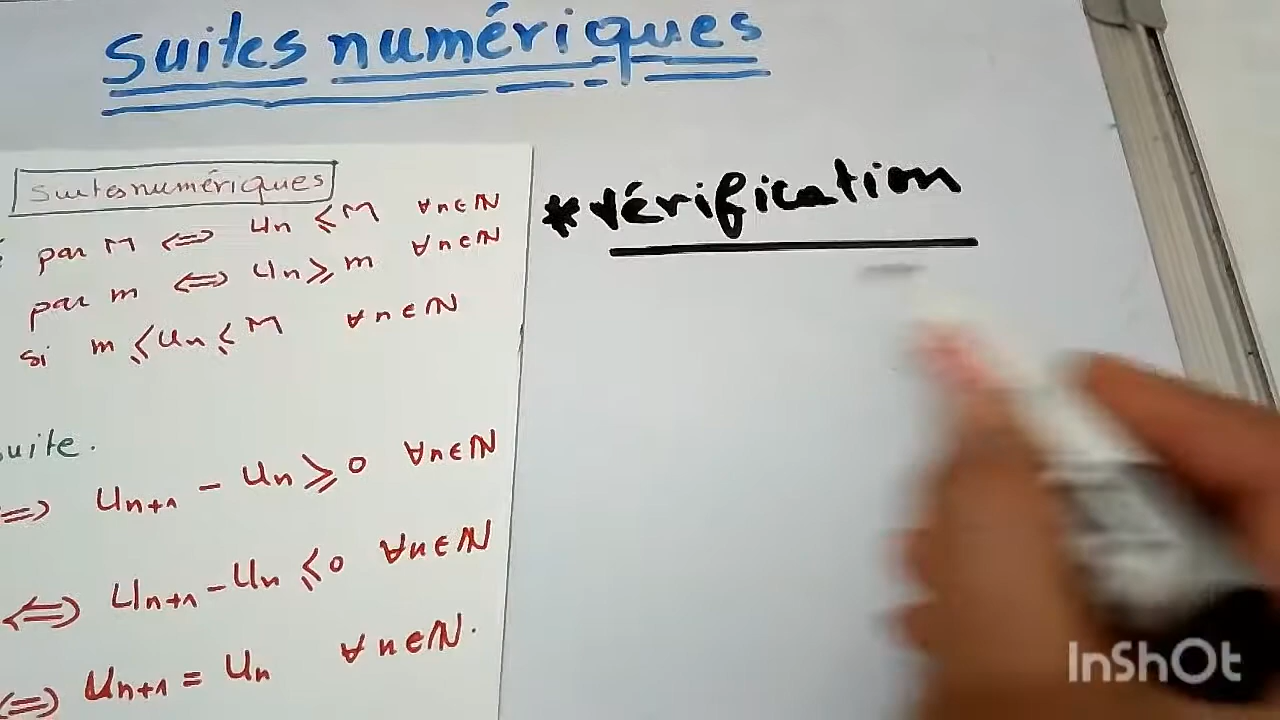 suites numériques
suites numériques
par M ⟺ Un ⩽ M ∀n∈ℕ
par m ⟺ Un ⩾ m ∀n∈ℕ
si m ⩽ Un ⩽ M ∀n∈ℕ
suite.
⟺ Un+1 - Un ⩾ 0 ∀n∈ℕ
⟺ Un+1 - Un ⩽ 0 ∀n∈ℕ
⟺ Un+1 = Un ∀n∈ℕ.
* Vérification
InShOt